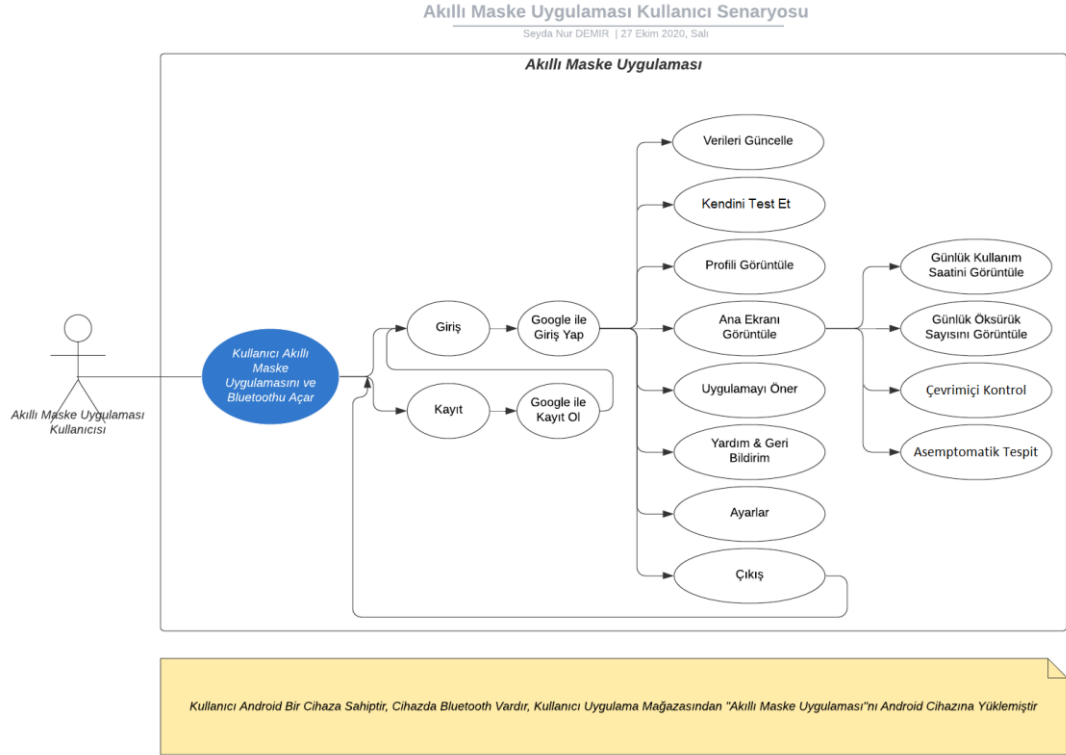 Akıllı Maske Uygulaması Kullanıcı Senaryosu
Seyda Nur DEMIR | 27 Ekim 2020, Salı
Akıllı Maske Uygulaması
Akıllı Maske Uygulaması
Kullanıcısı
Kullanıcı Akıllı
Maske
Uygulamasını ve
Bluetoothu Açar
Giriş
Google ile
Giriş Yap
Kayıt
Google ile
Kayıt Ol
Verileri Güncelle
Kendini Test Et
Profili Görüntüle
Ana Ekranı
Görüntüle
Uygulamayı Öner
Yardım & Geri
Bildirim
Ayarlar
Çıkış
Günlük Kullanım
Saatini Görüntüle
Günlük Öksürük
Sayısını Görüntüle
Çevrimiçi Kontrol
Asemptomatik Tespit
Kullanıcı Android Bir Cihaza Sahiptir, Cihazda Bluetooth Vardır, Kullanıcı Uygulama Mağazasından "Akıllı Maske Uygulaması"nı Android Cihazına Yüklemiştir